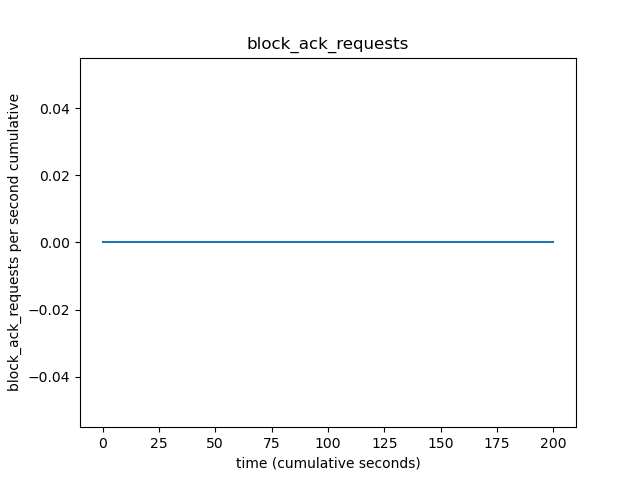 block_ack_requests
block_ack_requests per second cumulative
0.04
0.02
0.00
−0.02
−0.04
0 25 50 75 100 125 150 175 200
time (cumulative seconds)